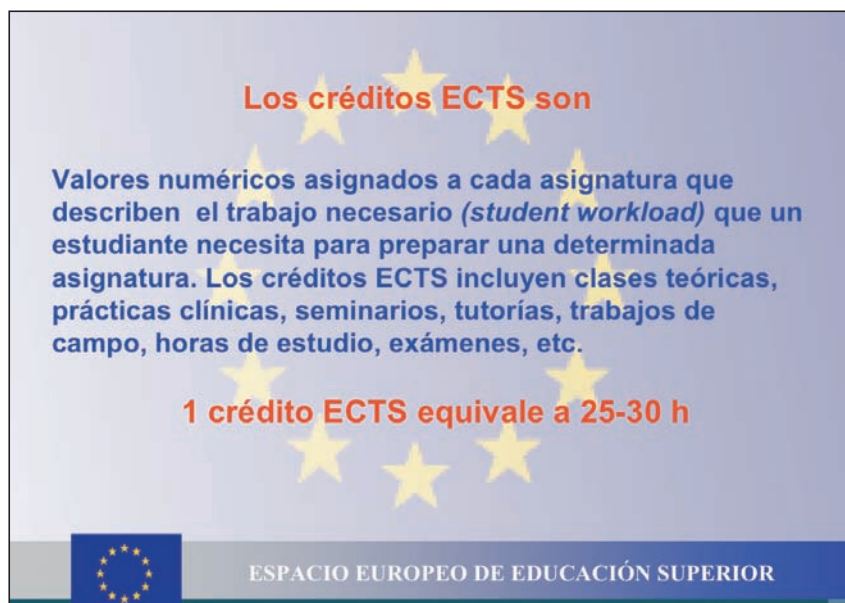 Los créditos ECTS son
Valores numéricos asignados a cada asignatura que
describen el trabajo necesario (student workload) que un
estudiante necesita para preparar una determinada
asignatura. Los créditos ECTS incluyen clases teóricas,
prácticas clínicas, seminarios, tutorías, trabajos de
campo, horas de estudio, exámenes, etc.
1 crédito ECTS equivale a 25-30 h
ESPACIO EUROPEO DE EDUCACIÓN SUPERIOR